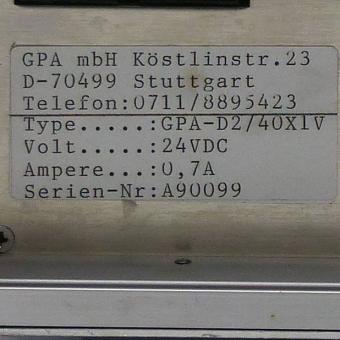 GPA mbH Köstlinstr.23
D-70499 Stuttgart
Telefon:0711/8895423
Type.....:GPA-D2/40X1V
Volt.....:24VDC
Ampere...:0,7A
Serien-Nr:A90099